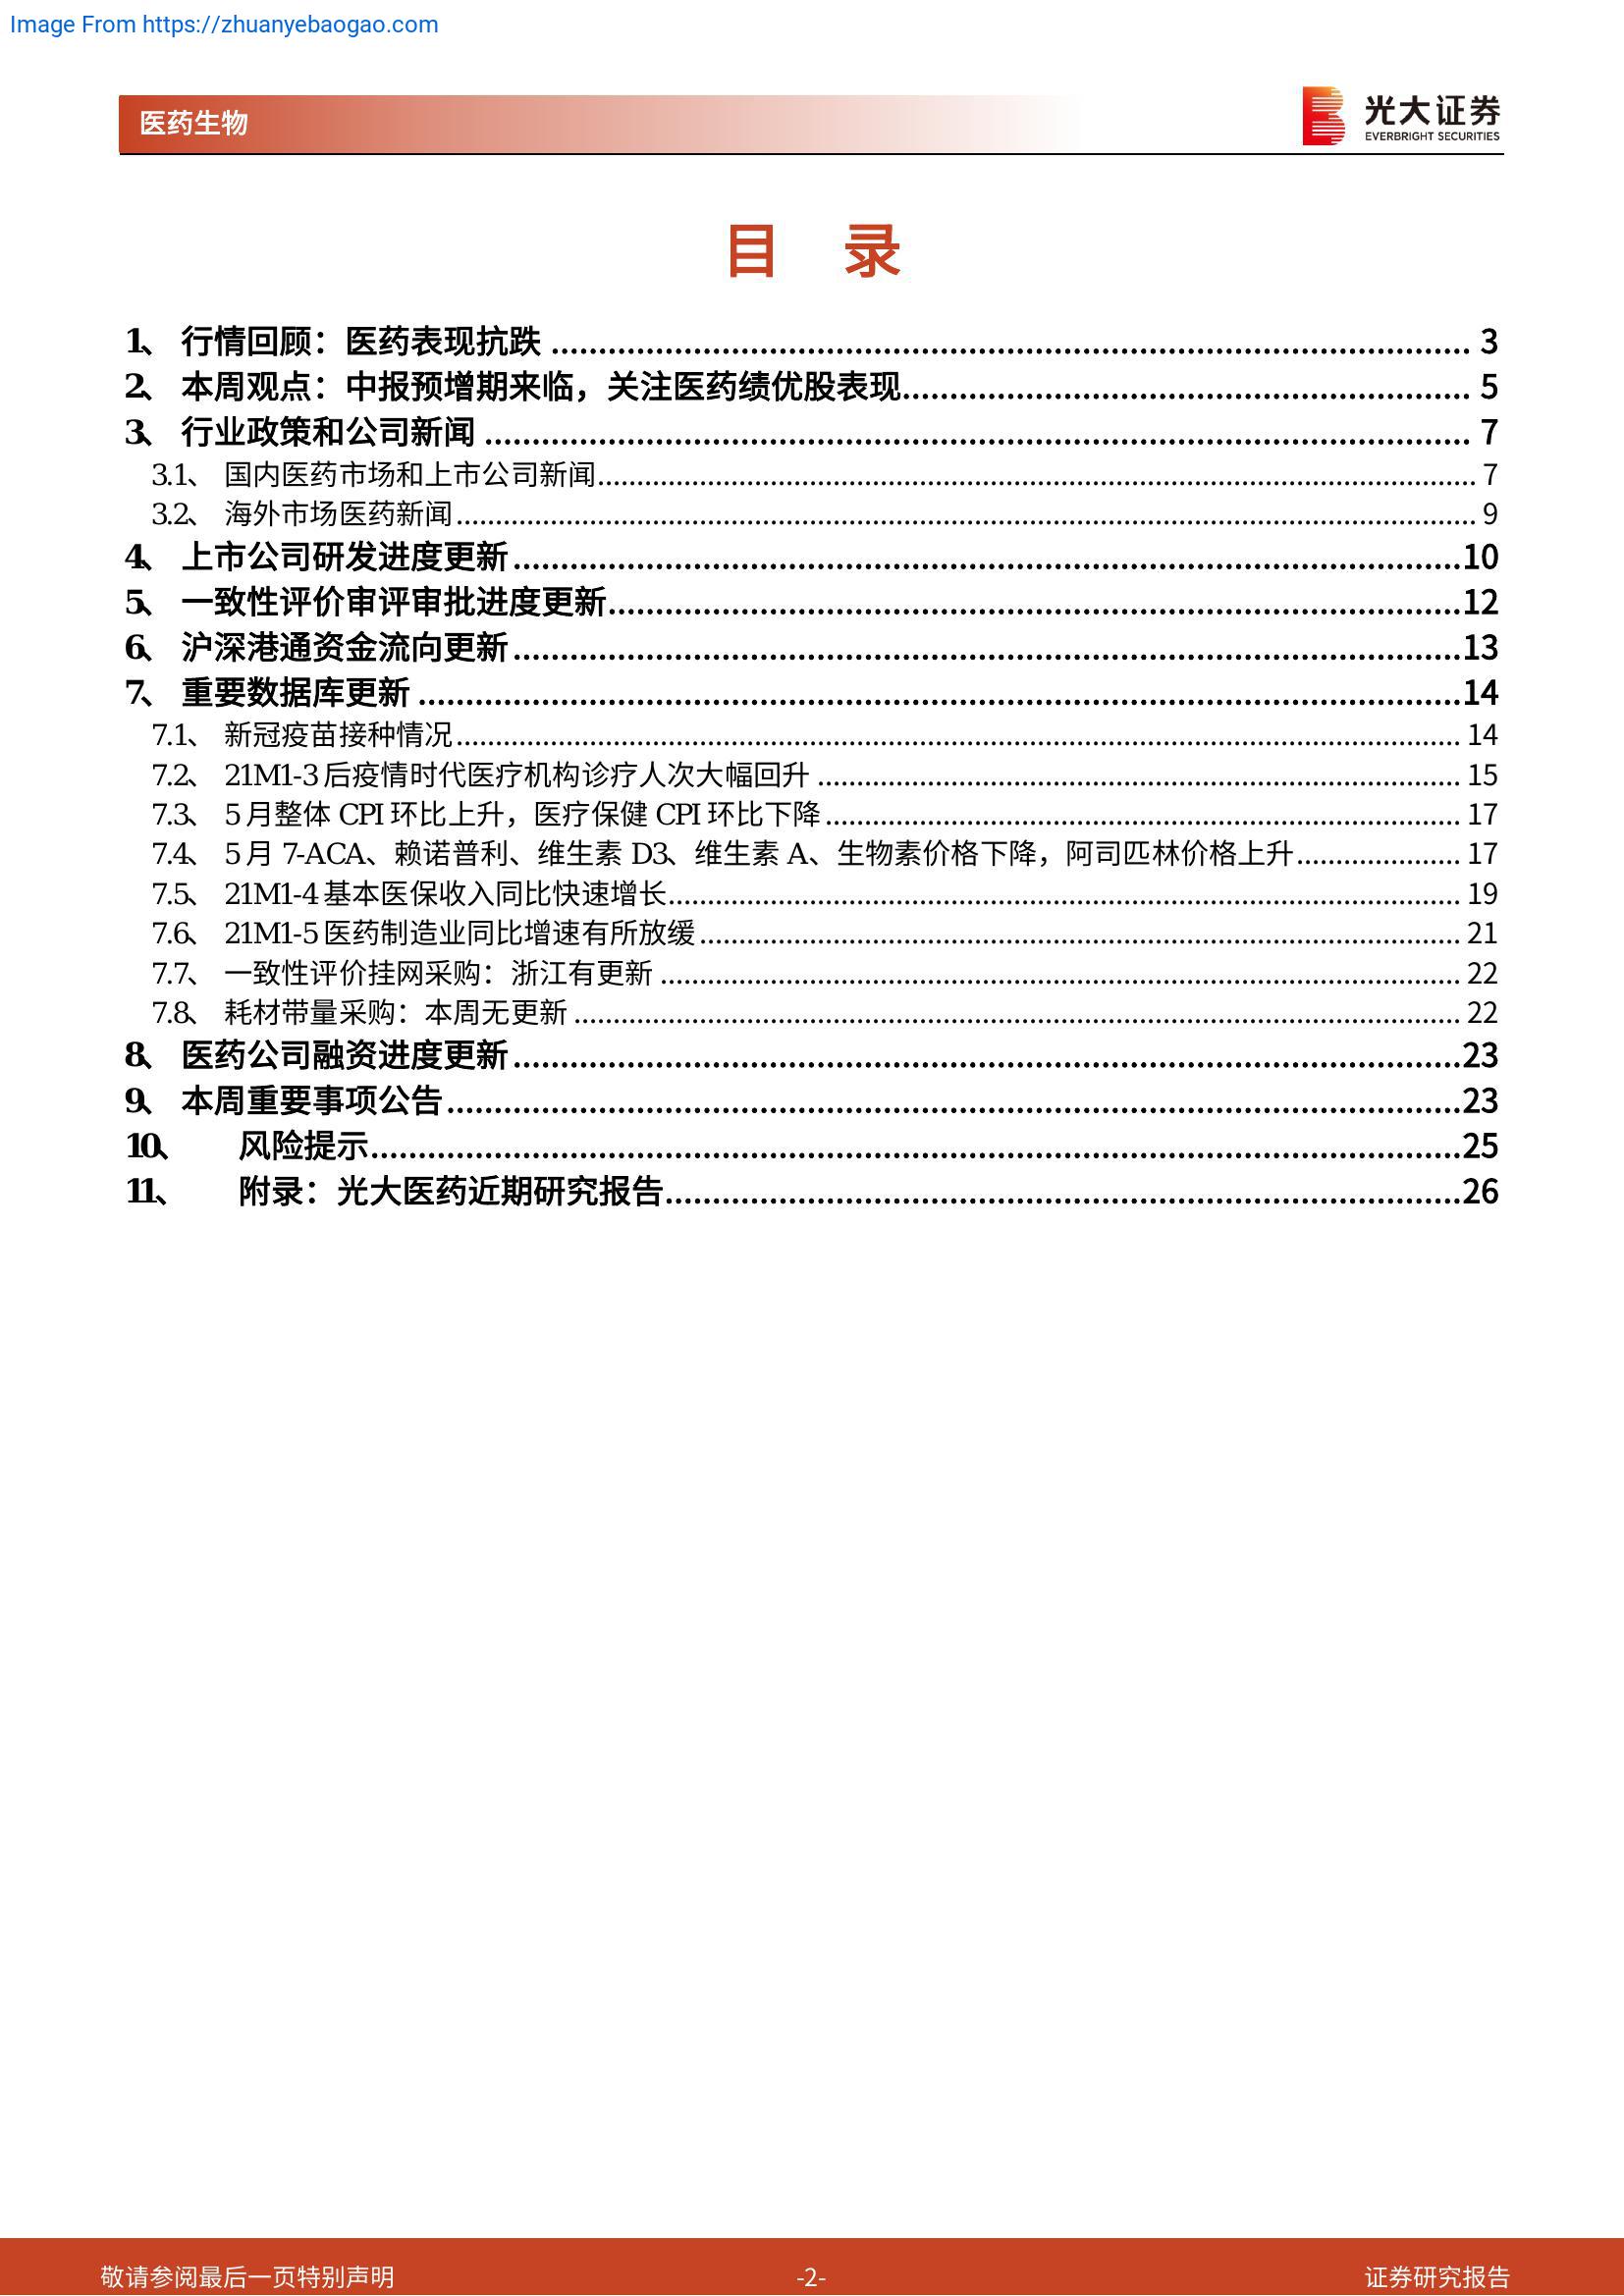 Image From https://zhuanyebaogao.com
医药生物
光大证券
EVERBRIGHT SECURITIES
目 录
1、 行情回顾：医药表现抗跌 3
2、 本周观点：中报预增期来临，关注医药绩优股表现 5
3、 行业政策和公司新闻 7
3.1、 国内医药市场和上市公司新闻 7
3.2、 海外市场医药新闻 9
4、 上市公司研发进度更新 10
5、 一致性评价审评审批进度更新 12
6、 沪深港通资金流向更新 13
7、 重要数据库更新 14
7.1、 新冠疫苗接种情况 14
7.2、 21M1-3 后疫情时代医疗机构诊疗人次大幅回升 15
7.3、 5 月整体 CPI 环比上升，医疗保健 CPI 环比下降 17
7.4、 5 月 7-ACA、赖诺普利、维生素 D3、维生素 A、生物素价格下降，阿司匹林价格上升 17
7.5、 21M1-4 基本医保收入同比快速增长 19
7.6、 21M1-5 医药制造业同比增速有所放缓 21
7.7、 一致性评价挂网采购：浙江有更新 22
7.8、 耗材带量采购：本周无更新 22
8、 医药公司融资进度更新 23
9、 本周重要事项公告 23
10、 风险提示 25
11、 附录：光大医药近期研究报告 26
敬请参阅最后一页特别声明 -2- 证券研究报告